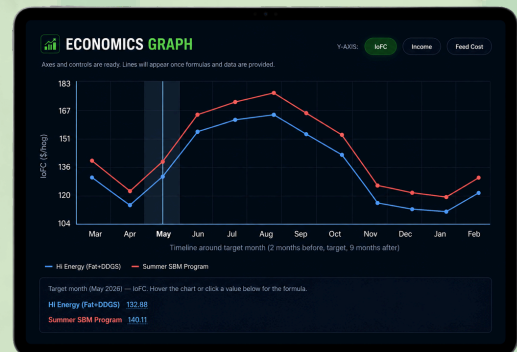 ECONOMICS GRAPH
Y-AXIS: IoFC Income Feed Cost
Axes and controls are ready. Lines will appear once formulas and data are provided.
183
167
151
136
120
104
IoFC ($/hog)
Mar Apr May Jun Jul Aug Sep Oct Nov Dec Jan Feb
Timeline around target month (2 months before, target, 9 months after)
Hi Energy (Fat+DDGS) Summer SBM Program
Target month (May 2026) — IoFC. Hover the chart or click a value below for the formula.
Hi Energy (Fat+DDGS) 132.88
Summer SBM Program 140.11